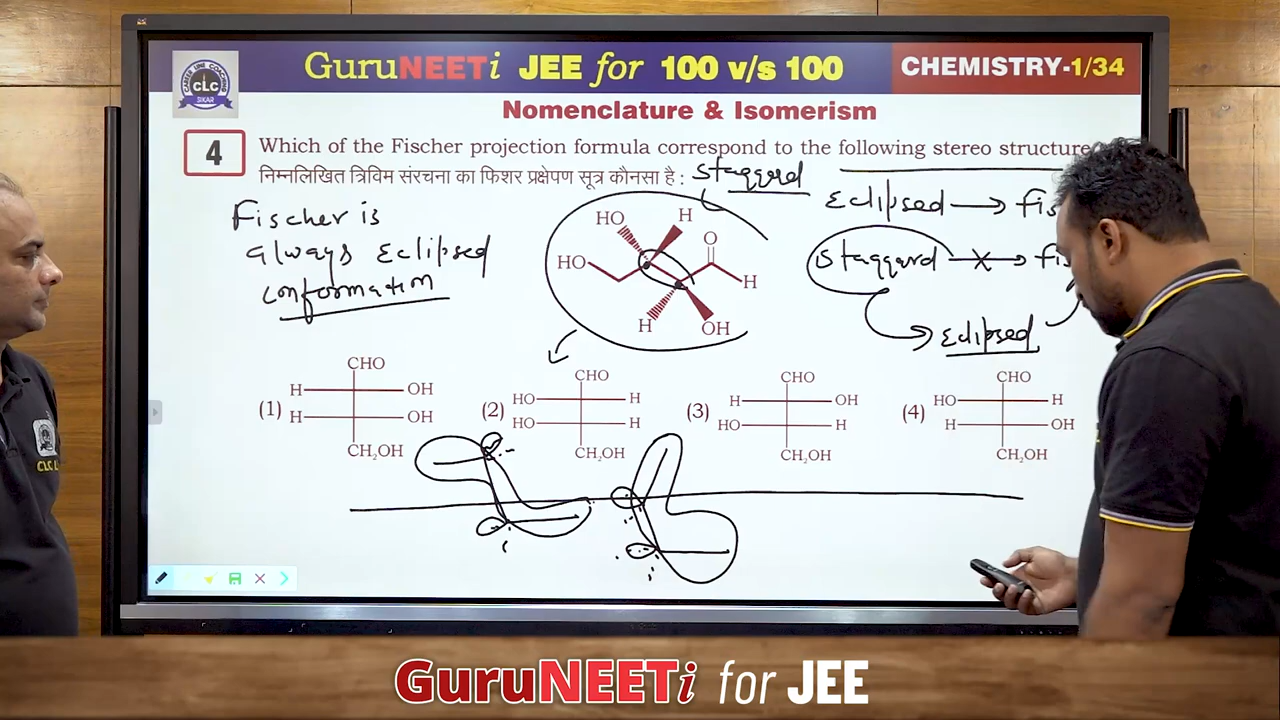 GuruNEETi JEE for 100 v/s 100
CHEMISTRY-1/34
CLC
SIKAR
Nomenclature & Isomerism
4
Which of the Fischer projection formula correspond to the following stereo structure
निम्नलिखित त्रिविम संरचना का फिशर प्रक्षेपण सूत्र कौनसा है :
staggerd
Fischer is
always Eclipsed
conformation
Eclipsed → fis
staggard → fis
Eclipsed
HO H O
HO H
H OH
(1) CHO
H OH
H OH
CH₂OH
(2) CHO
HO H
HO H
CH₂OH
(3) CHO
H OH
HO H
CH₂OH
(4) CHO
HO H
H OH
CH₂OH
GuruNEETi for JEE